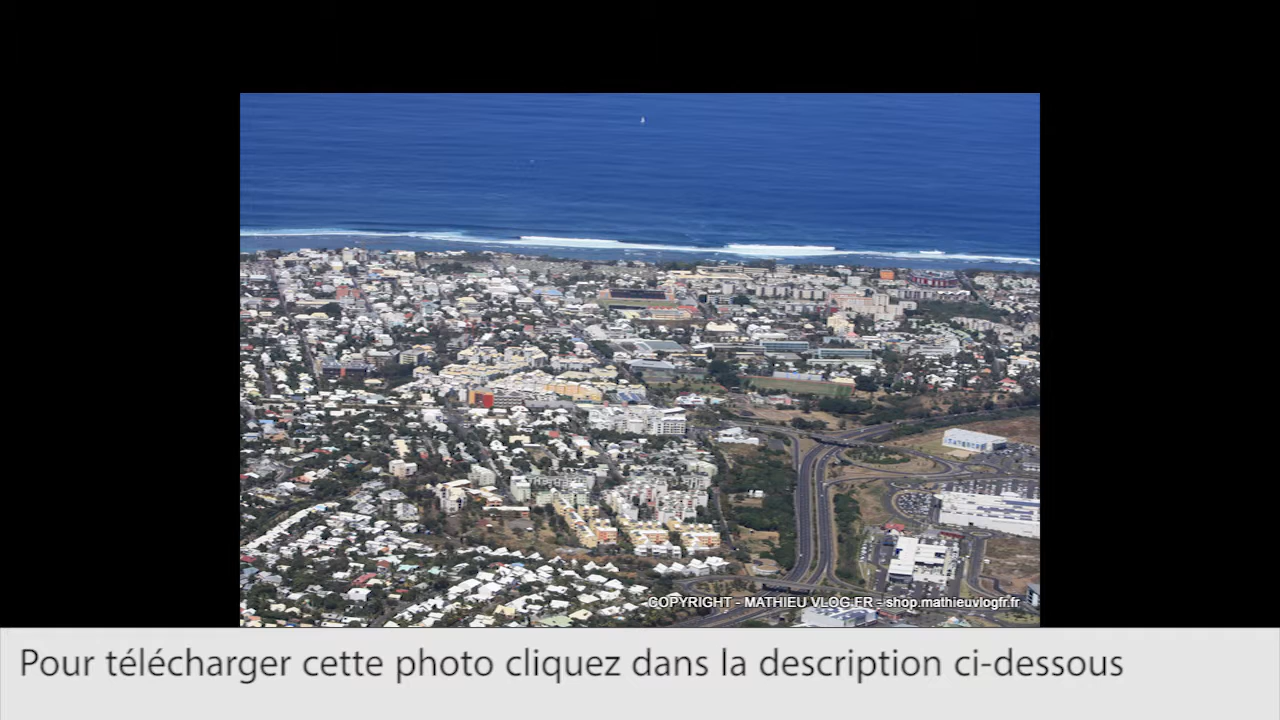 COPYRIGHT - MATHIEU VLOG FR - shop.mathieuvlogfr.fr
Pour télécharger cette photo cliquez dans la description ci-dessous